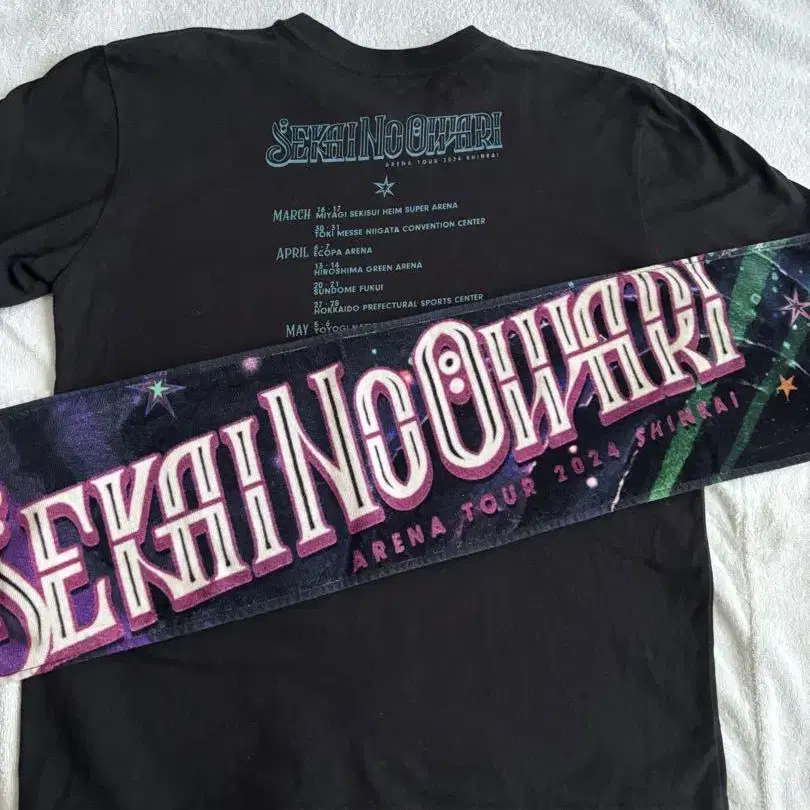 SEKAI NO OWARI
ARENA TOUR 2024 SHINKAI
MARCH 16 - 17
MIYAGI SEKISUI HEIM SUPER ARENA
30 - 31
TOKI MESSE NIIGATA CONVENTION CENTER
APRIL 6 - 7
ECOPA ARENA
13 - 14
HIROSHIMA GREEN ARENA
20 - 21
SUNDOME FUKUI
27 - 28
HOKKAIDO PREFECTURAL SPORTS CENTER
MAY 5 - 6
SEKAI NO OWARI
ARENA TOUR 2024 SHINKAI